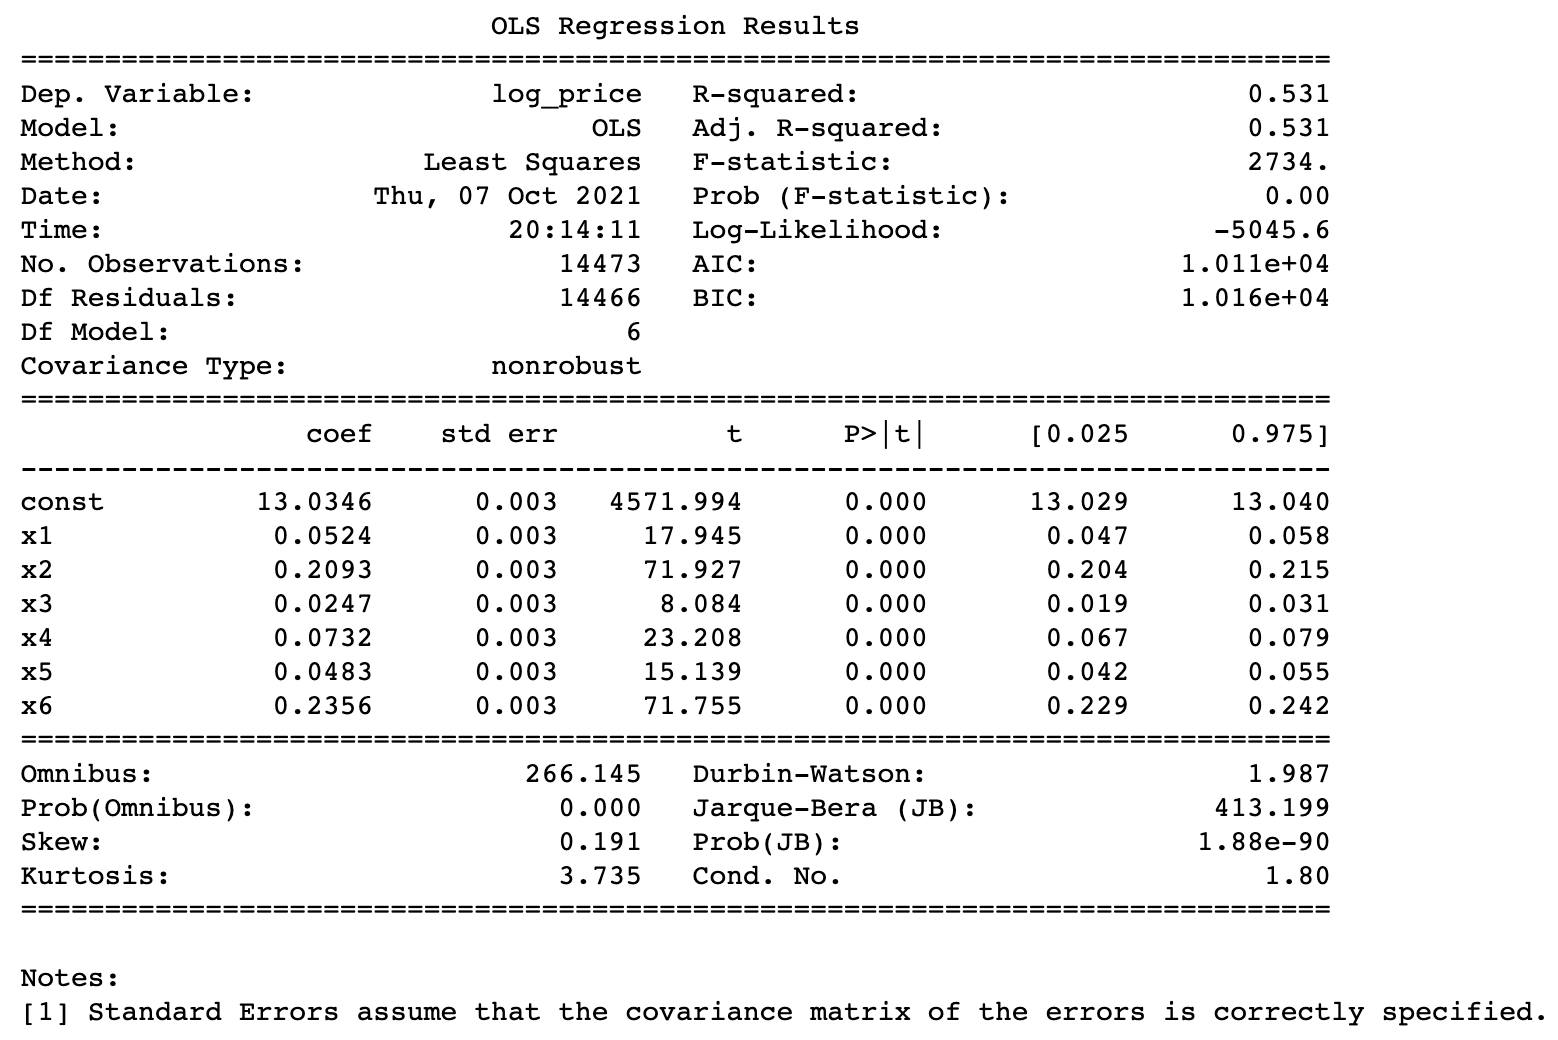 OLS Regression Results
==============================================================================
Dep. Variable:              log_price   R-squared:                       0.531
Model:                            OLS   Adj. R-squared:                  0.531
Method:                 Least Squares   F-statistic:                     2734.
Date:                Thu, 07 Oct 2021   Prob (F-statistic):               0.00
Time:                        20:14:11   Log-Likelihood:                -5045.6
No. Observations:               14473   AIC:                         1.011e+04
Df Residuals:                   14466   BIC:                         1.016e+04
Df Model:                           6
Covariance Type:            nonrobust
==============================================================================
                 coef    std err          t      P>|t|      [0.025      0.975]
------------------------------------------------------------------------------
const         13.0346      0.003   4571.994      0.000      13.029      13.040
x1             0.0524      0.003     17.945      0.000       0.047       0.058
x2             0.2093      0.003     71.927      0.000       0.204       0.215
x3             0.0247      0.003      8.084      0.000       0.019       0.031
x4             0.0732      0.003     23.208      0.000       0.067       0.079
x5             0.0483      0.003     15.139      0.000       0.042       0.055
x6             0.2356      0.003     71.755      0.000       0.229       0.242
==============================================================================
Omnibus:                      266.145   Durbin-Watson:                   1.987
Prob(Omnibus):                  0.000   Jarque-Bera (JB):              413.199
Skew:                           0.191   Prob(JB):                     1.88e-90
Kurtosis:                       3.735   Cond. No.                         1.80
==============================================================================
Notes:
[1] Standard Errors assume that the covariance matrix of the errors is correctly specified.